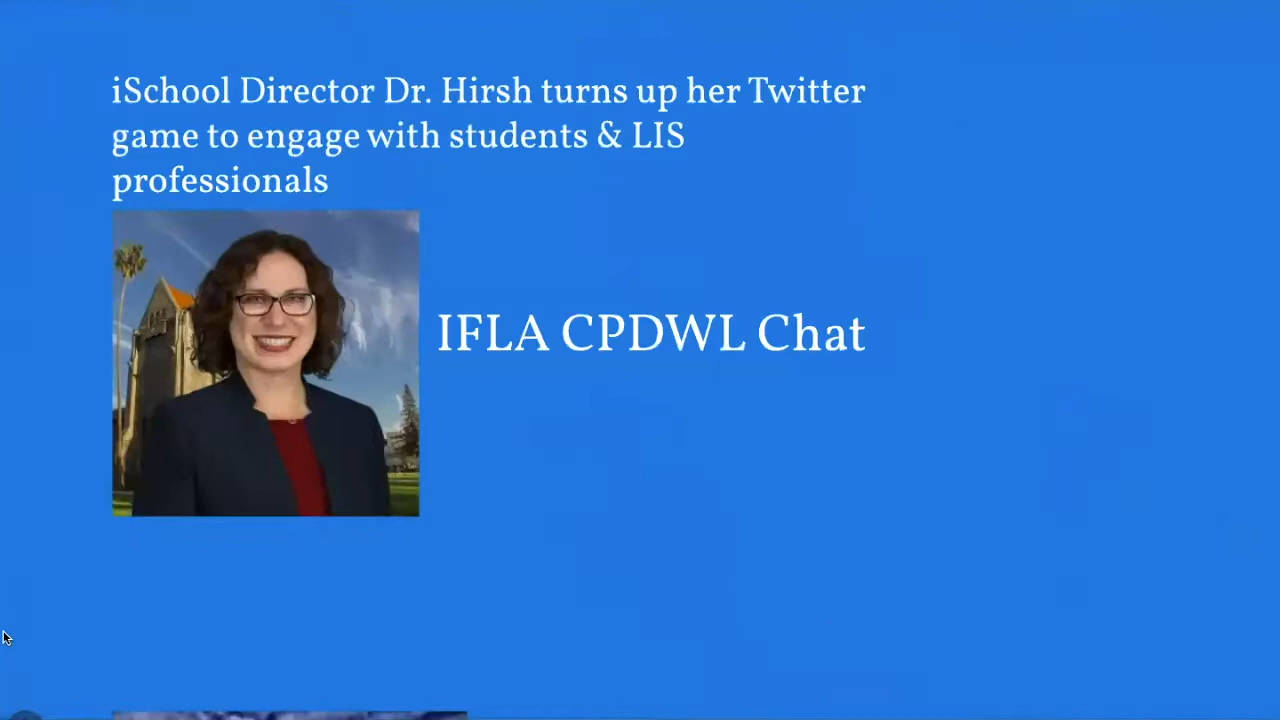 iSchool Director Dr. Hirsh turns up her Twitter
game to engage with students & LIS
professionals
IFLA CPDWL Chat